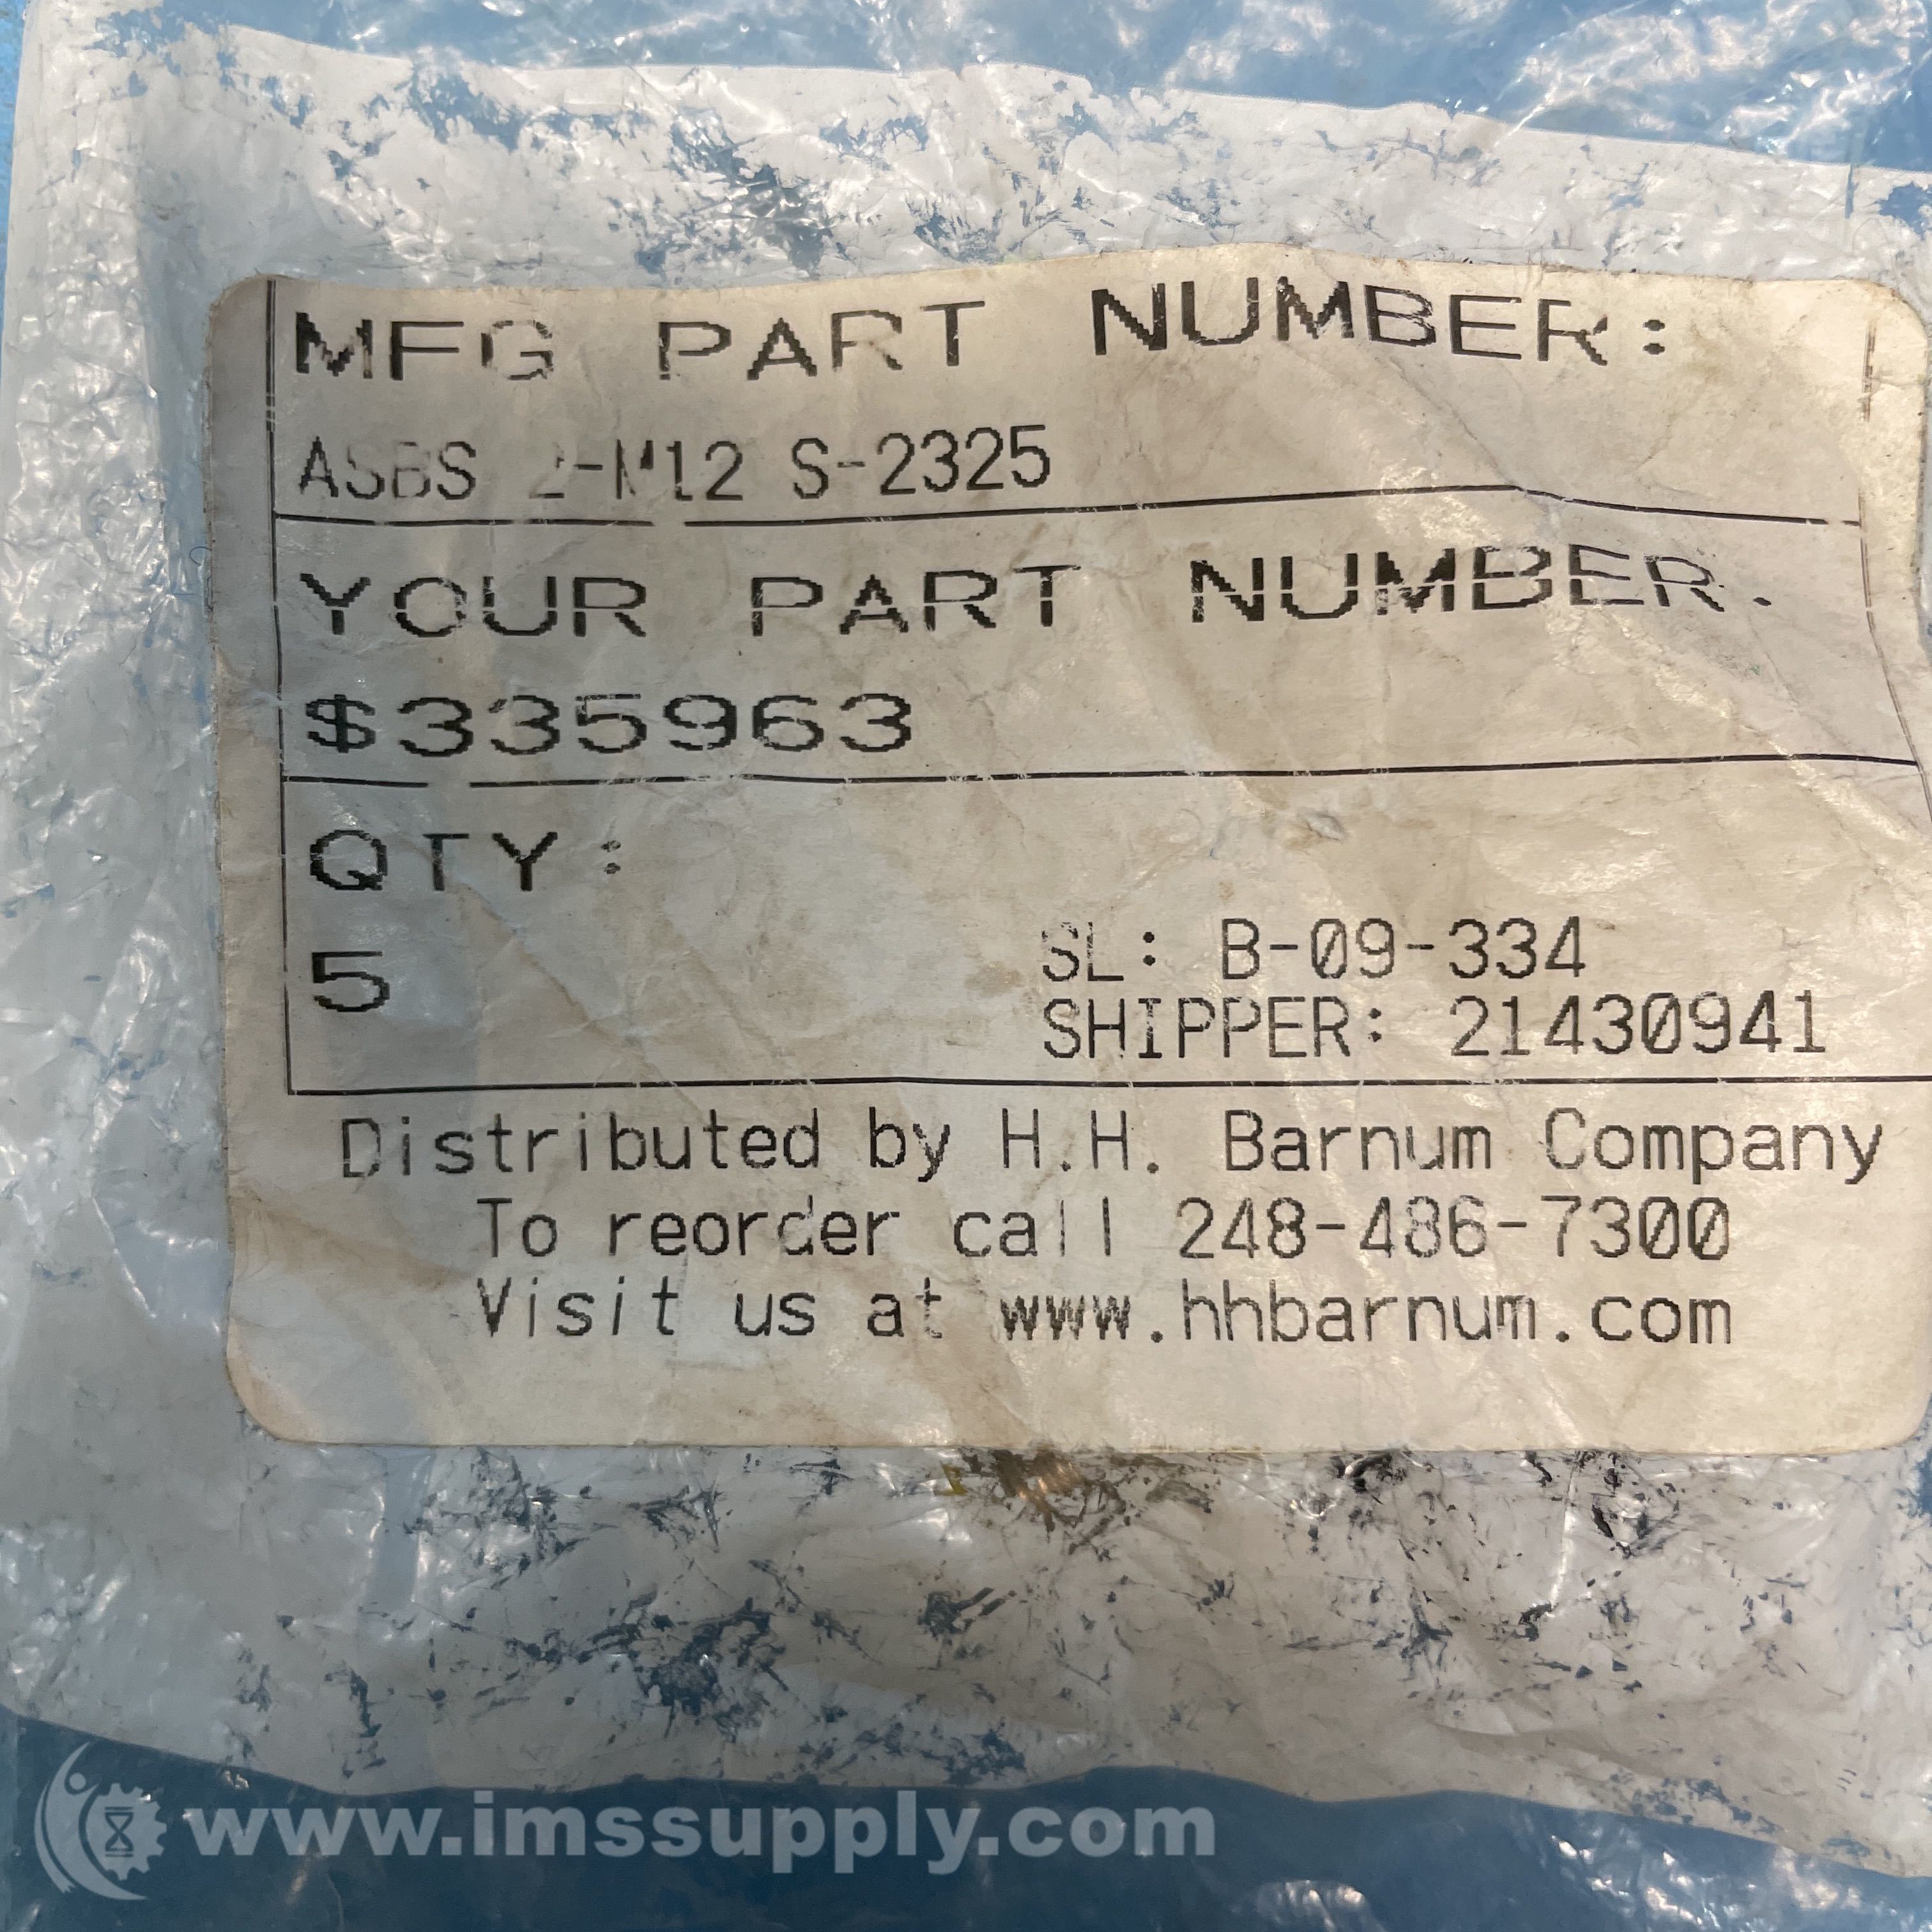 MFG PART NUMBER:
ASBS 2-M12 S-2325
YOUR PART NUMBER:
$335963
QTY:
5
SL: B-09-334
SHIPPER: 21430941
Distributed by H.H. Barnum Company
To reorder call 248-486-7300
Visit us at www.hhbarnum.com
www.imssupply.com